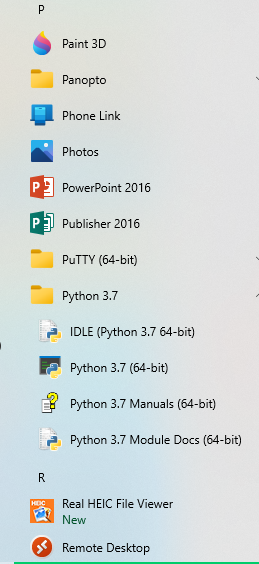 P
Paint 3D
Panopto
Phone Link
Photos
PowerPoint 2016
Publisher 2016
PuTTY (64-bit)
Python 3.7
IDLE (Python 3.7 64-bit)
Python 3.7 (64-bit)
Python 3.7 Manuals (64-bit)
Python 3.7 Module Docs (64-bit)
R
HEIC
Real HEIC File Viewer
New
Remote Desktop